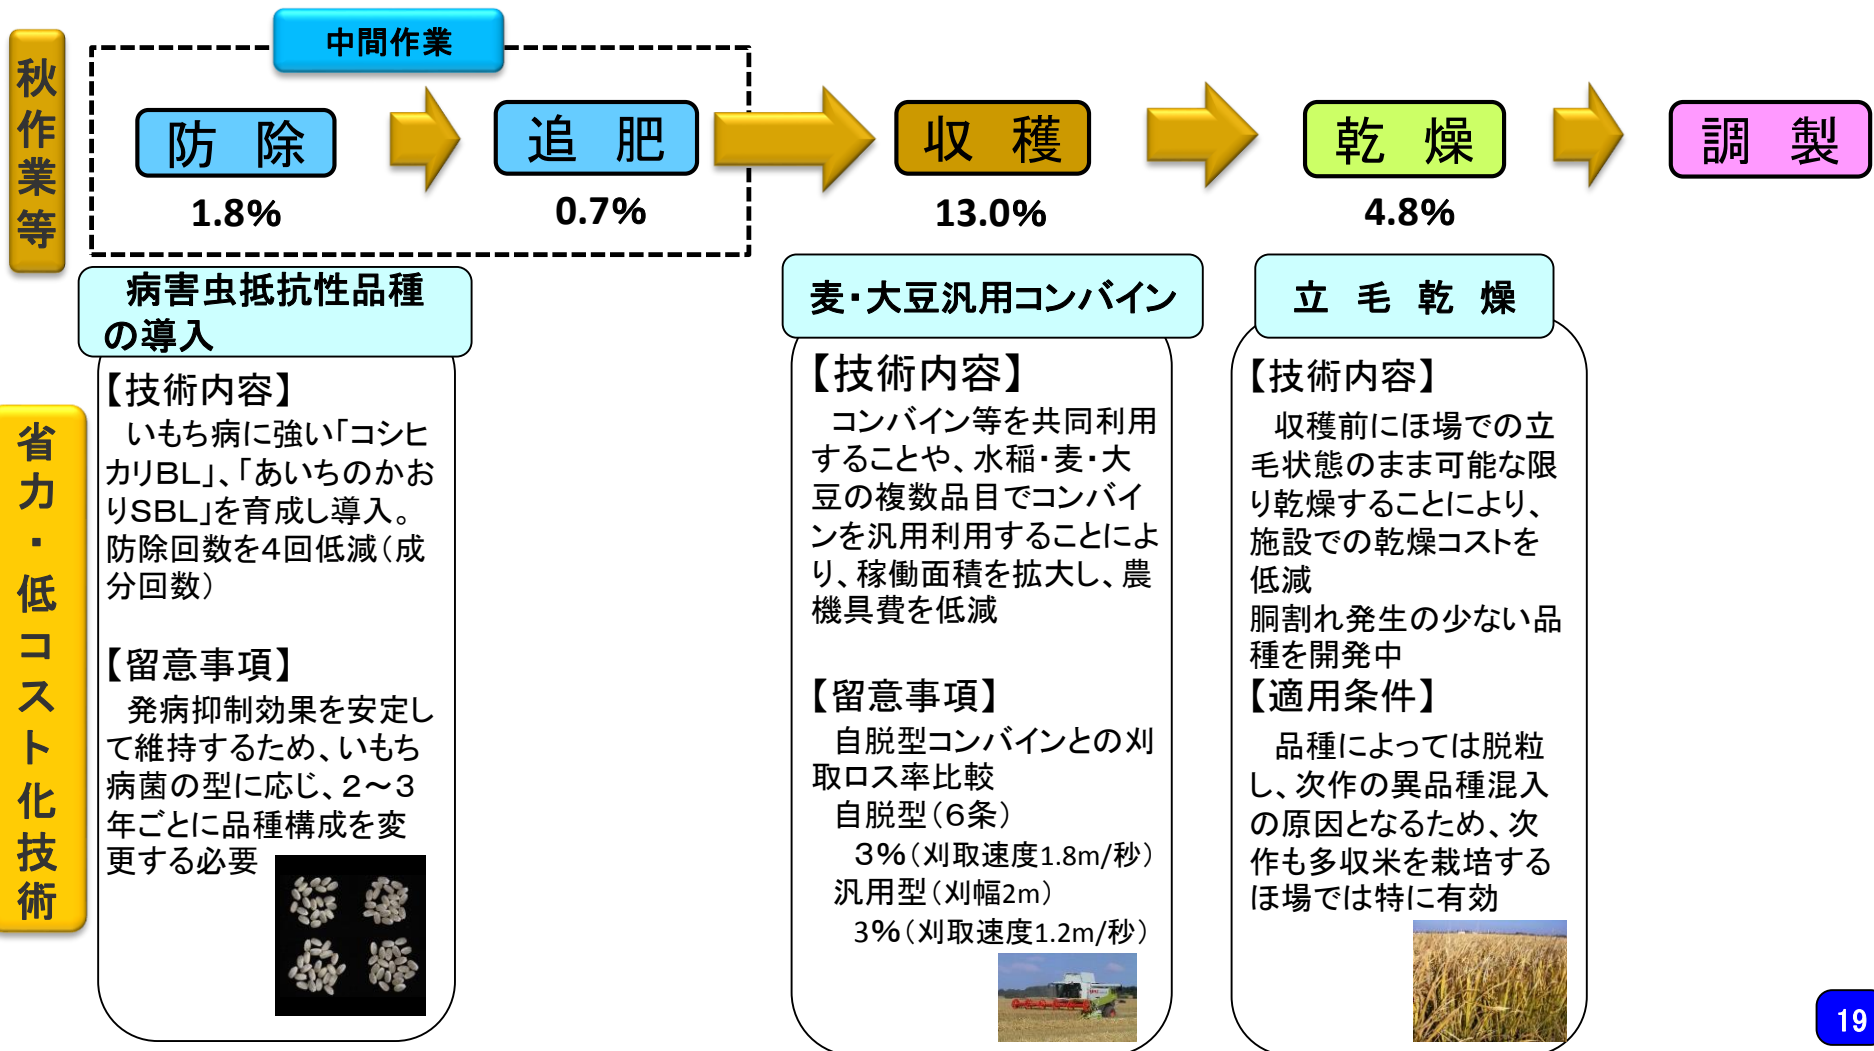 秋作業等
中間作業
防 除
追 肥
収 穫
乾 燥
調 製
1.8%
0.7%
13.0%
4.8%
省力・低コスト化技術
病害虫抵抗性品種
の導入
【技術内容】
いもち病に強い「コシヒ
カリBL」、「あいちのかお
りSBL」を育成し導入。
防除回数を4回低減(成
分回数)
【留意事項】
発病抑制効果を安定し
て維持するため、いもち
病菌の型に応じ、2～3
年ごとに品種構成を変
更する必要
麦・大豆汎用コンバイン
【技術内容】
コンバイン等を共同利用
することや、水稲・麦・大
豆の複数品目でコンバイ
ンを汎用利用することによ
り、稼働面積を拡大し、農
機具費を低減
【留意事項】
自脱型コンバインとの刈
取ロス率比較
自脱型(6条)
3%(刈取速度1.8m/秒)
汎用型(刈幅2m)
3%(刈取速度1.2m/秒)
立 毛 乾 燥
【技術内容】
収穫前にほ場での立
毛状態のまま可能な限
り乾燥することにより、
施設での乾燥コストを
低減
胴割れ発生の少ない品
種を開発中
【適用条件】
品種によっては脱粒
し、次作の異品種混入
の原因となるため、次
作も多収米を栽培する
ほ場では特に有効
19